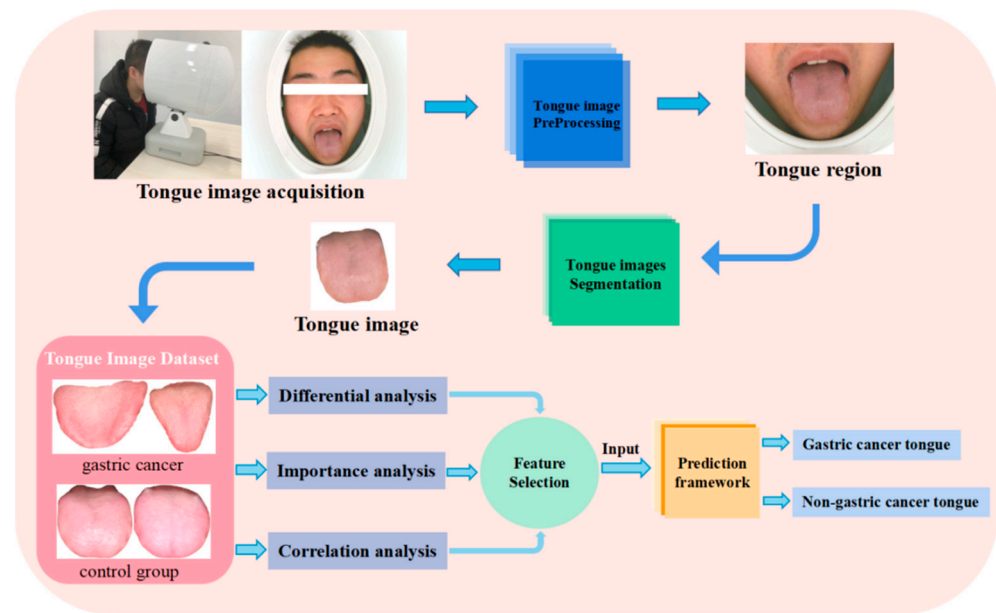 Tongue image
PreProcessing
Tongue image acquisition
Tongue region
Tongue images
Segmentation
Tongue image
Tongue Image Dataset
gastric cancer
control group
Differential analysis
Importance analysis
Correlation analysis
Feature
Selection
Input
Prediction
framework
Gastric cancer tongue
Non-gastric cancer tongue